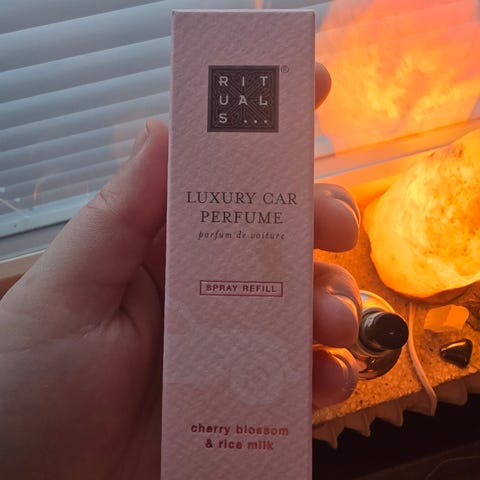 RIT
UAL
S...
®
LUXURY CAR
PERFUME
parfum de voiture
SPRAY REFILL
cherry blossom
& rice milk